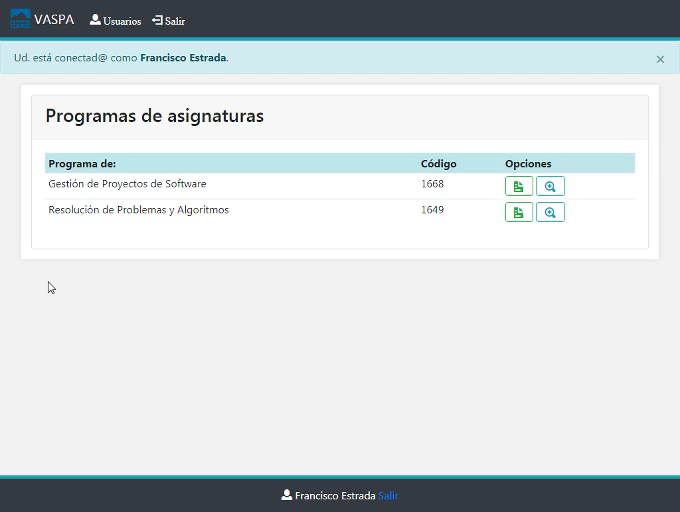 VASPA Usuarios Salir
Ud. está conectad@ como Francisco Estrada. ×
Programas de asignaturas
Programa de: Código Opciones
Gestión de Proyectos de Software 1668
Resolución de Problemas y Algoritmos 1649
Francisco Estrada Salir